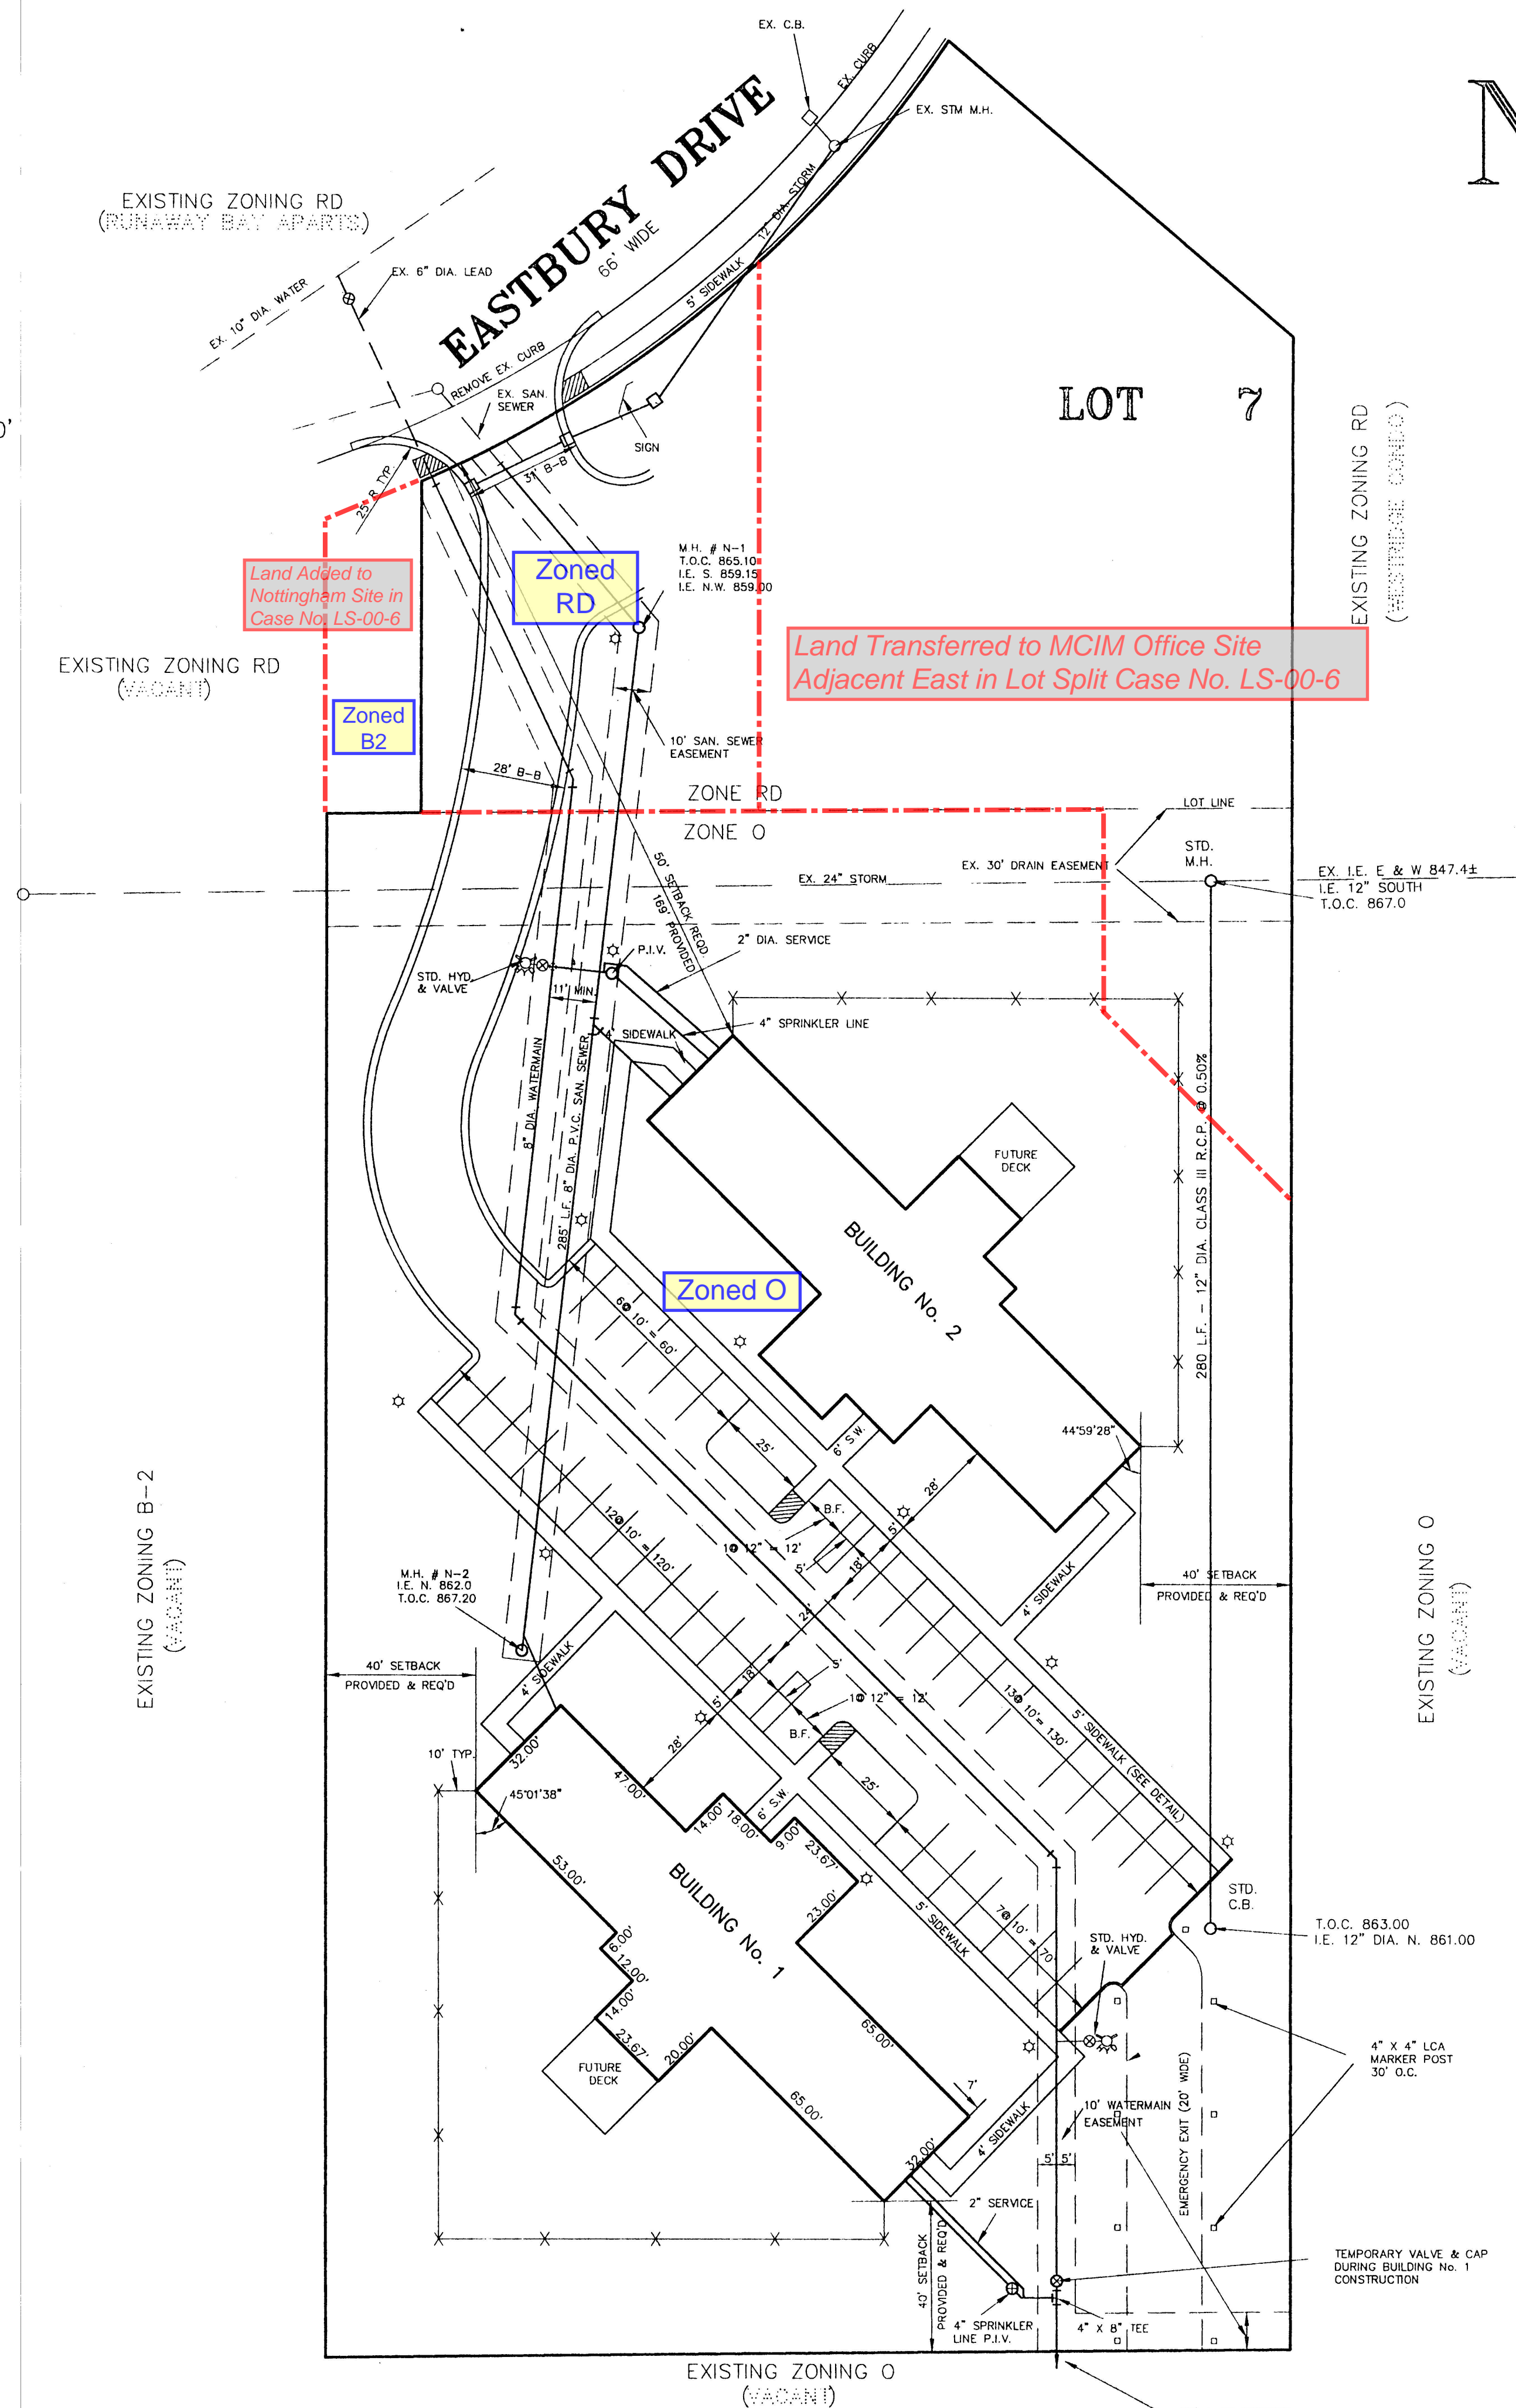 EX. C.B.
EX. CURB
EX. STM M.H.
N
EXISTING ZONING RD
(RUNAWAY BAY APARTS)
EASTBURY DRIVE
66' WIDE
12" DIA. STORM
5' SIDEWALK
EX. 6" DIA. LEAD
EX. 10" DIA. WATER
REMOVE EX. CURB
EX. SAN.
SEWER
SIGN
31' B-B
25' R TYP.
0'
LOT 7
EXISTING ZONING RD
(WESTRIDGE CONDO)
Land Added to
Nottingham Site in
Case No. LS-00-6
Zoned
RD
M.H. # N-1
T.O.C. 865.10
I.E. S. 859.15
I.E. N.W. 859.00
Land Transferred to MCIM Office Site
Adjacent East in Lot Split Case No. LS-00-6
EXISTING ZONING RD
(VACANT)
Zoned
B2
10' SAN. SEWER
EASEMENT
28' B-B
ZONE RD
ZONE O
LOT LINE
STD.
M.H.
EX. 30' DRAIN EASEMENT
EX. 24" STORM
EX. I.E. E & W 847.4±
I.E. 12" SOUTH
T.O.C. 867.0
50' SETBACK REQD.
169' PROVIDED
2" DIA. SERVICE
P.I.V.
STD. HYD.
& VALVE
11' MIN.
4" SPRINKLER LINE
4' SIDEWALK
8" DIA. WATERMAIN
285' L.F. 8" DIA. P.V.C. SAN. SEWER
280 L.F. - 12" DIA. CLASS III R.C.P. @ 0.50%
FUTURE
DECK
BUILDING No. 2
Zoned O
6@ 10' = 60'
25'
6' S.W.
44°59'28"
28'
B.F.
5'
1@ 12" = 12'
5'
18'
12@ 10' = 120'
24'
4' SIDEWALK
40' SETBACK
PROVIDED & REQ'D
EXISTING ZONING B-2
(VACANT)
EXISTING ZONING O
(VACANT)
M.H. # N-2
I.E. N. 862.0
T.O.C. 867.20
40' SETBACK
PROVIDED & REQ'D
4' SIDEWALK
18'
5'
5'
1@ 12" = 12'
B.F.
28'
13@ 10'= 130'
5' SIDEWALK (SEE DETAIL)
10' TYP.
32.00'
45°01'38"
47.00'
25'
14.00'
18.00'
6' S.W.
9.00'
23.67'
53.00'
BUILDING No. 1
23.00'
5' SIDEWALK
7@ 10' = 70'
STD.
C.B.
STD. HYD.
& VALVE
T.O.C. 863.00
I.E. 12" DIA. N. 861.00
6.00'
12.00'
14.00'
23.67'
20.00'
65.00'
FUTURE
DECK
65.00'
7'
4" X 4" LCA
MARKER POST
30' O.C.
10' WATERMAIN
EASEMENT
4' SIDEWALK
32.00'
5' 5'
EMERGENCY EXIT (20' WIDE)
2" SERVICE
40' SETBACK
PROVIDED & REQ'D
TEMPORARY VALVE & CAP
DURING BUILDING No. 1
CONSTRUCTION
4" SPRINKLER
LINE P.I.V.
4" X 8" TEE
EXISTING ZONING O
(VACANT)